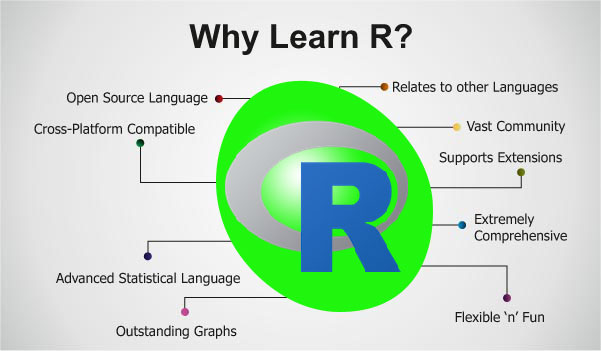 Why Learn R?
Open Source Language
Cross-Platform Compatible
Advanced Statistical Language
Outstanding Graphs
Relates to other Languages
Vast Community
Supports Extensions
Extremely
Comprehensive
Flexible ‘n’ Fun
R